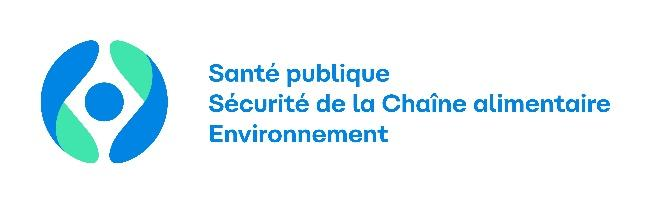 Santé publique
Sécurité de la Chaîne alimentaire
Environnement